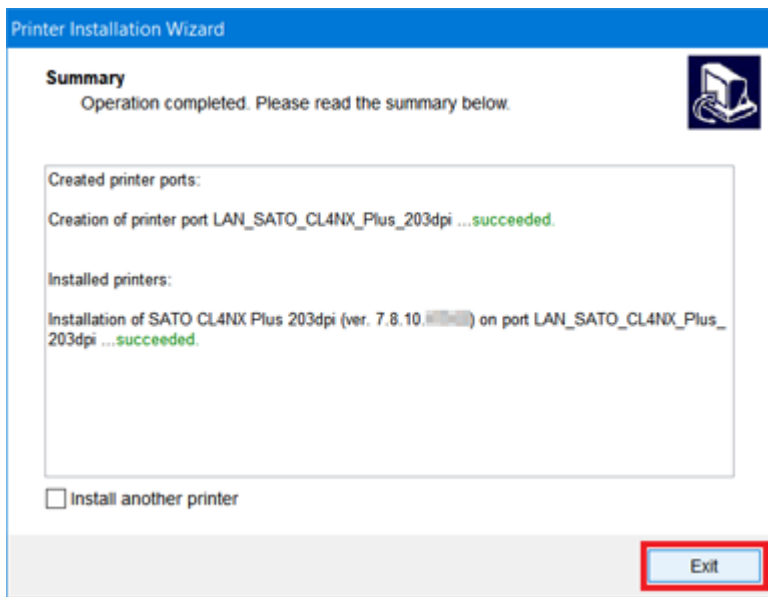 Printer Installation Wizard
Summary
Operation completed. Please read the summary below.
Created printer ports:
Creation of printer port LAN_SATO_CL4NX_Plus_203dpi ...succeeded.
Installed printers:
Installation of SATO CL4NX Plus 203dpi (ver. 7.8.10. ) on port LAN_SATO_CL4NX_Plus_
203dpi ...succeeded.
Install another printer
Exit